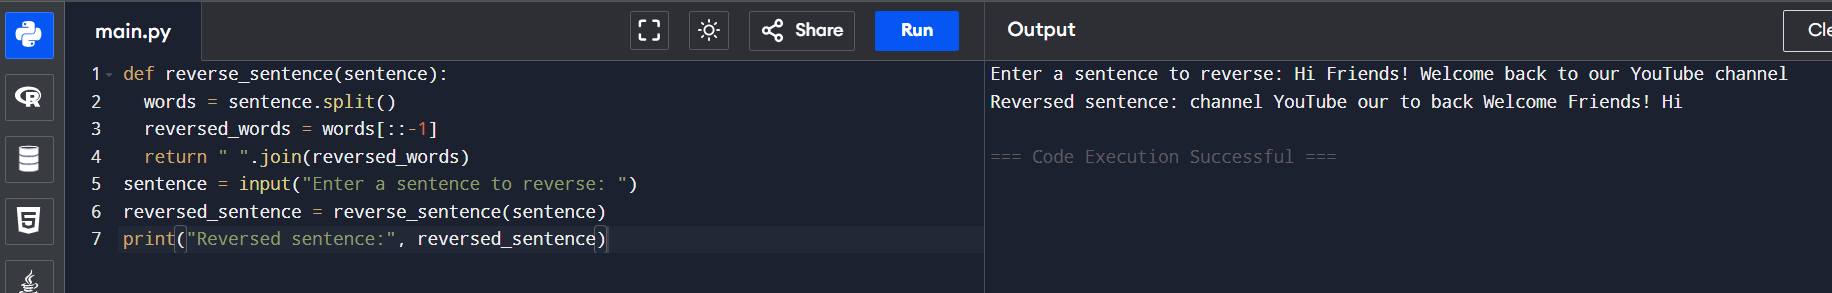 main.py
Share
Run
Output
Cle
1 def reverse_sentence(sentence):
2   words = sentence.split()
3   reversed_words = words[::-1]
4   return " ".join(reversed_words)
5 sentence = input("Enter a sentence to reverse: ")
6 reversed_sentence = reverse_sentence(sentence)
7 print("Reversed sentence:", reversed_sentence)
Enter a sentence to reverse: Hi Friends! Welcome back to our YouTube channel
Reversed sentence: channel YouTube our to back Welcome Friends! Hi
=== Code Execution Successful ===
R
5